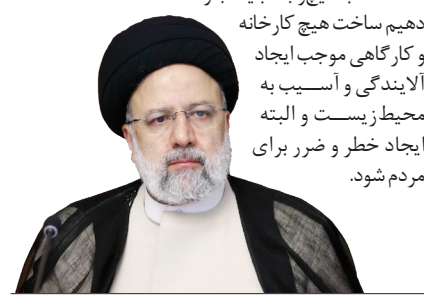 دهیم ساخت هیچ کارخانه
و کارگاهی موجب ایجاد
آلایندگی و آسیب به
محیط‌زیست و البته
ایجاد خطر و ضرر برای
مردم شود.